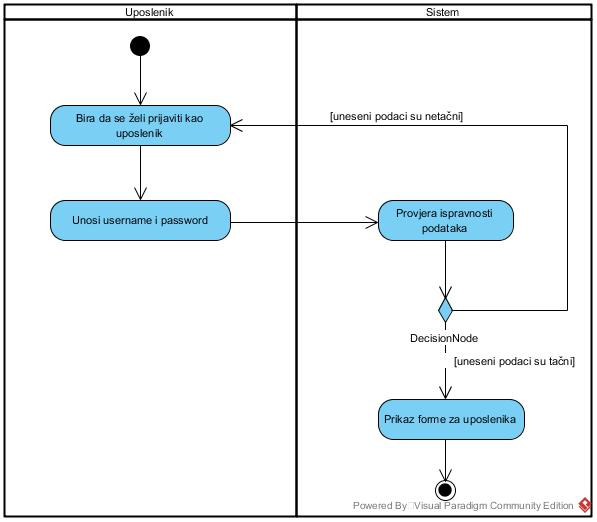 Uposlenik
Sistem
Bira da se želi prijaviti kao
uposlenik
[uneseni podaci su netačni]
Unosi username i password
Provjera ispravnosti
podataka
DecisionNode
[uneseni podaci su tačni]
Prikaz forme za uposlenika
Powered By Visual Paradigm Community Edition